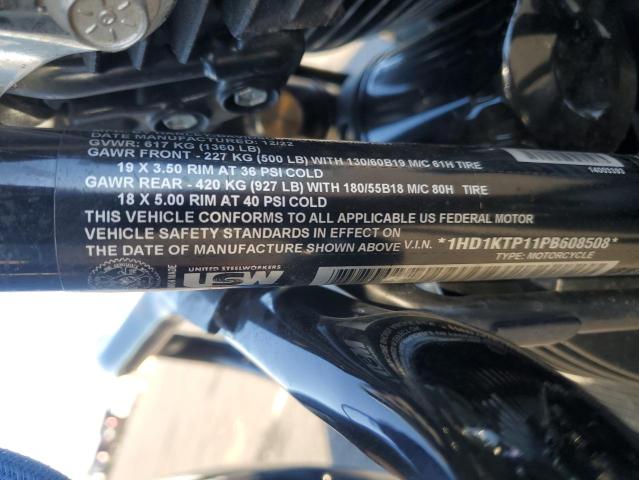 DATE MANUFACTURED: 12/22
GVWR: 617 KG (1360 LB)
GAWR FRONT - 227 KG (500 LB) WITH 130/60B19 M/C 61H TIRE
19 X 3.50 RIM AT 36 PSI COLD
14003393
GAWR REAR - 420 KG (927 LB) WITH 180/55B18 M/C 80H TIRE
18 X 5.00 RIM AT 40 PSI COLD
THIS VEHICLE CONFORMS TO ALL APPLICABLE US FEDERAL MOTOR
VEHICLE SAFETY STANDARDS IN EFFECT ON
THE DATE OF MANUFACTURE SHOWN ABOVE V.I.N. *1HD1KTP11PB608508*
TYPE: MOTORCYCLE
UNITED STEELWORKERS
USW